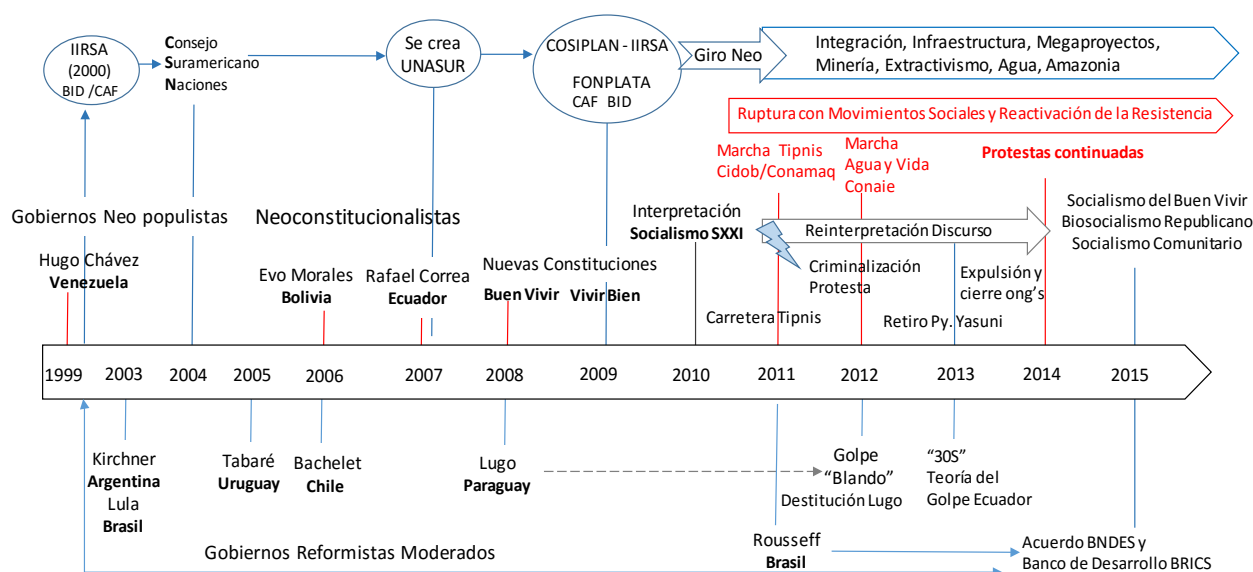 IIRSA
(2000)
BID /CAF
Consejo
Suramericano
Naciones
Se crea
UNASUR
COSIPLAN - IIRSA
FONPLATA
CAF BID
Giro Neo
Integración, Infraestructura, Megaproyectos,
Minería, Extractivismo, Agua, Amazonia
Ruptura con Movimientos Sociales y Reactivación de la Resistencia
Marcha Tipnis
Cidob/Conamaq
Marcha
Agua y Vida
Conaie
Protestas continuadas
Gobiernos Neo populistas
Neoconstitucionalistas
Interpretación
Socialismo SXXI
Reinterpretación Discurso
Socialismo del Buen Vivir
Biosocialismo Republicano
Socialismo Comunitario
Hugo Chávez
Venezuela
Evo Morales
Bolivia
Rafael Correa
Ecuador
Nuevas Constituciones
Buen Vivir Vivir Bien
Criminalización
Protesta
Expulsión y
cierre ong's
Carretera Tipnis
Retiro Py. Yasuni
1999 2003 2004 2005 2006 2007 2008 2009 2010 2011 2012 2013 2014 2015
Kirchner
Argentina
Lula
Brasil
Tabaré
Uruguay
Bachelet
Chile
Lugo
Paraguay
Golpe
"Blando"
Destitución Lugo
"30S"
Teoría del
Golpe Ecuador
Rousseff
Brasil
Acuerdo BNDES y
Banco de Desarrollo BRICS
Gobiernos Reformistas Moderados